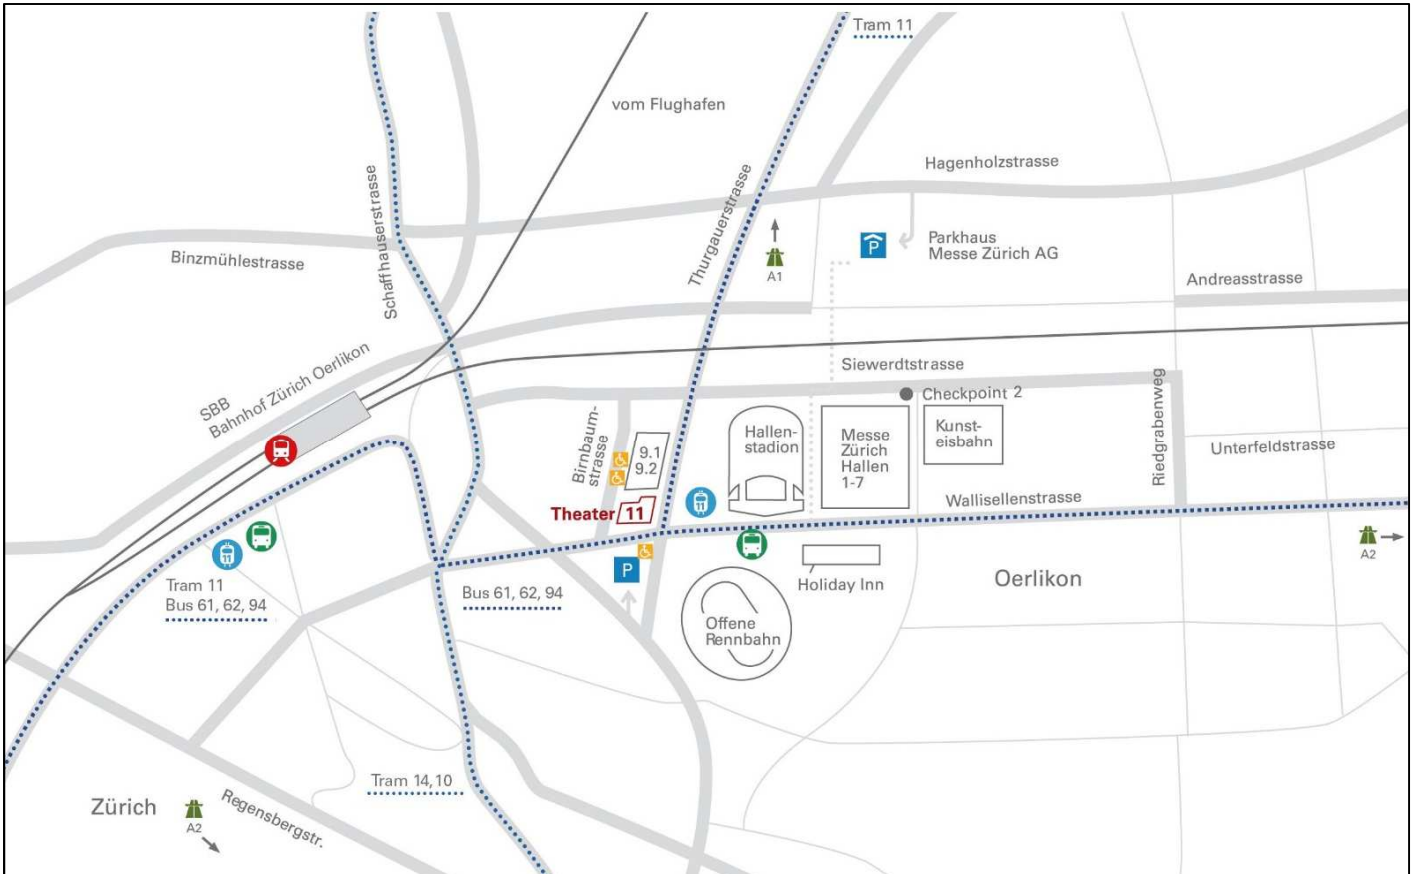 Tram 11
vom Flughafen
Hagenholzstrasse
Schaffhauserstrasse
Thurgauerstrasse
Binzmühlestrasse
P
Parkhaus
Messe Zürich AG
A1
Andreasstrasse
SBB
Bahnhof Zürich Oerlikon
Siewerdtstrasse
Checkpoint 2
Riedgrabenweg
Birnbaum-
strasse
9.1
9.2
Hallen-
stadion
Messe
Zürich
Hallen
1-7
Kunst-
eisbahn
Unterfeldstrasse
Wallisellenstrasse
Theater 11
11
11
A2
P
Holiday Inn
Oerlikon
Tram 11
Bus 61, 62, 94
Bus 61, 62, 94
Offene
Rennbahn
Tram 14, 10
Zürich
A2
Regensbergstr.